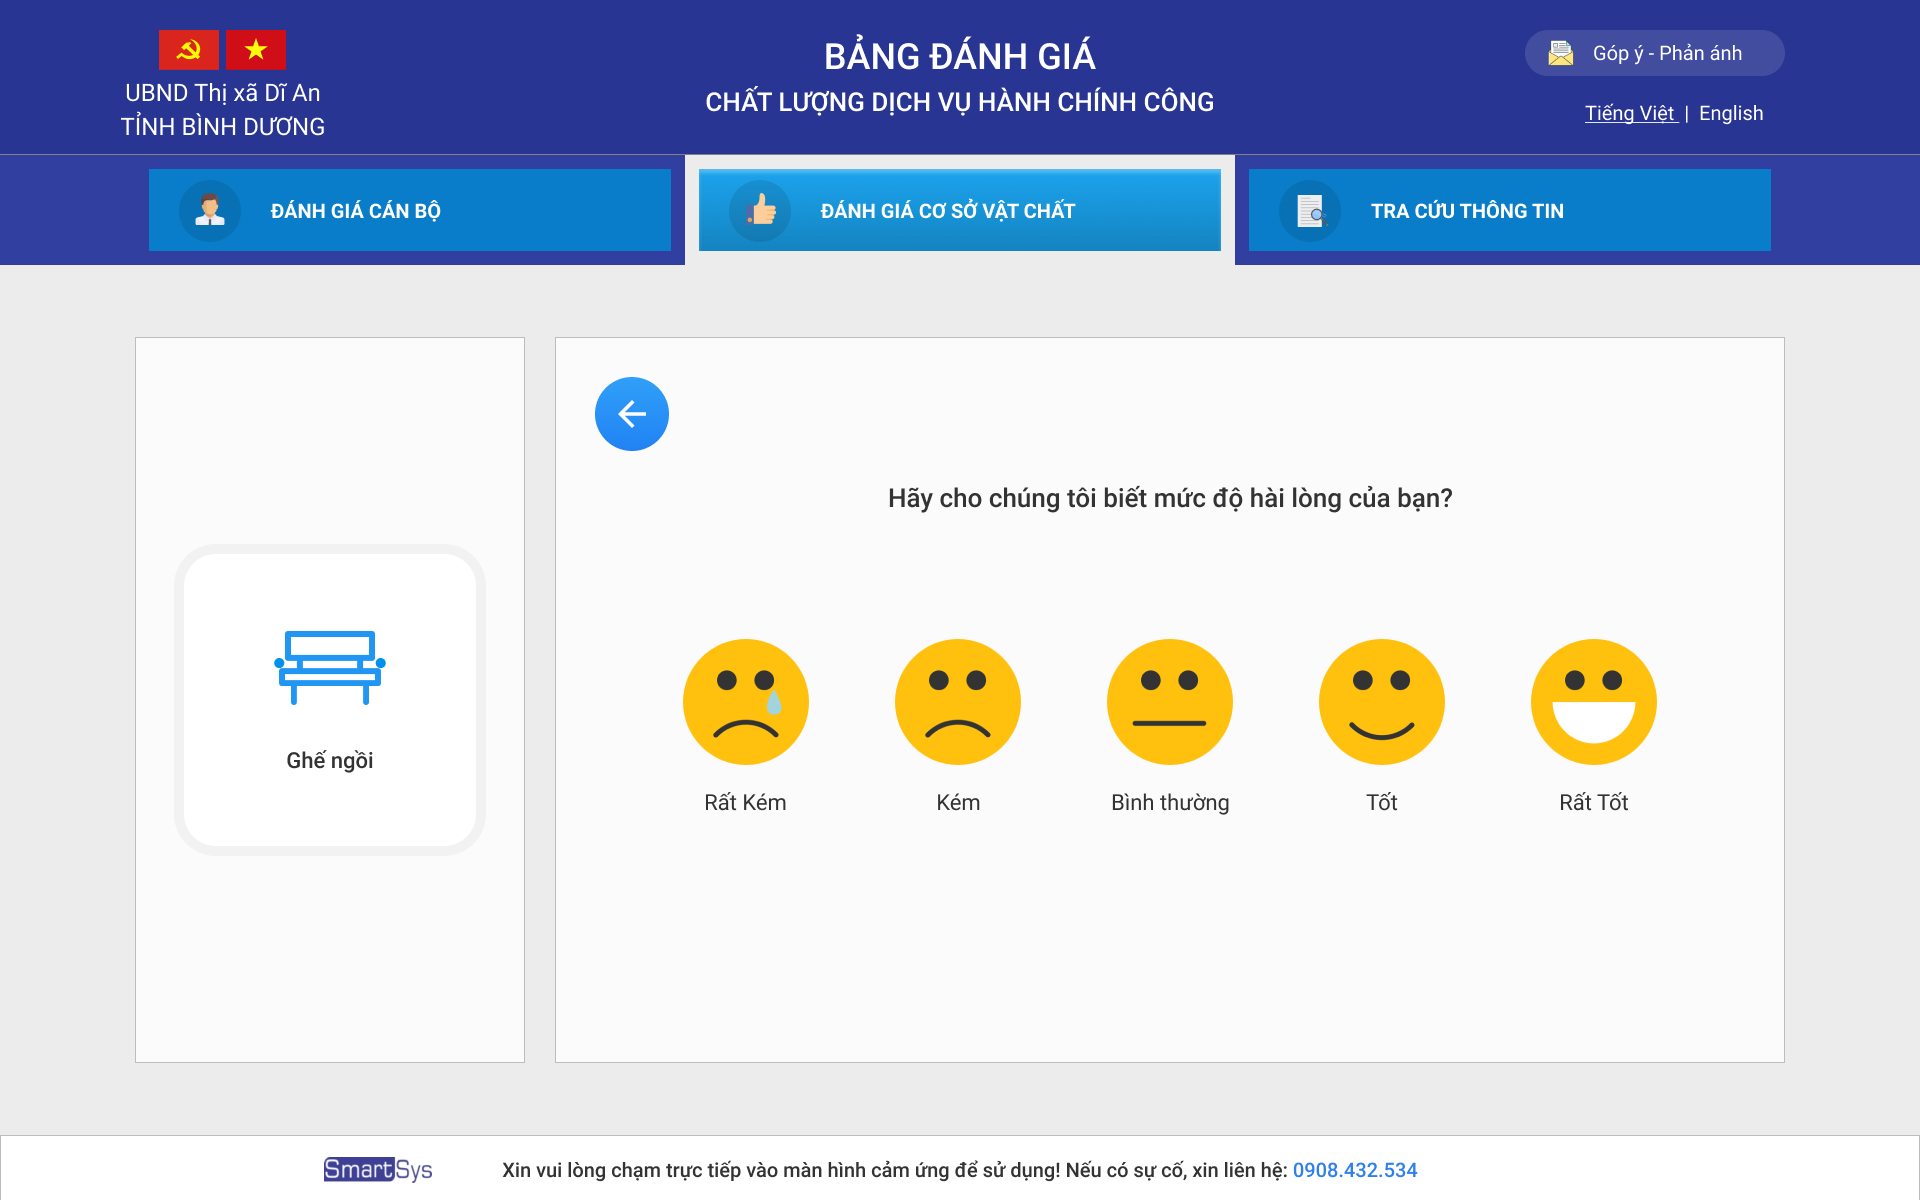 UBND Thị xã Dĩ An
TỈNH BÌNH DƯƠNG
BẢNG ĐÁNH GIÁ
CHẤT LƯỢNG DỊCH VỤ HÀNH CHÍNH CÔNG
Góp ý - Phản ánh
Tiếng Việt | English
ĐÁNH GIÁ CÁN BỘ
ĐÁNH GIÁ CƠ SỞ VẬT CHẤT
TRA CỨU THÔNG TIN
Ghế ngồi
Hãy cho chúng tôi biết mức độ hài lòng của bạn?
Rất Kém
Kém
Bình thường
Tốt
Rất Tốt
SmartSys
Xin vui lòng chạm trực tiếp vào màn hình cảm ứng để sử dụng! Nếu có sự cố, xin liên hệ: 0908.432.534